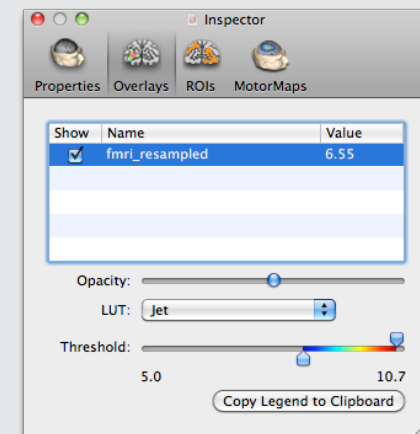 Inspector
Properties Overlays ROIs MotorMaps
Show Name Value
fmri_resampled 6.55
Opacity:
LUT: Jet
Threshold:
5.0 10.7
Copy Legend to Clipboard